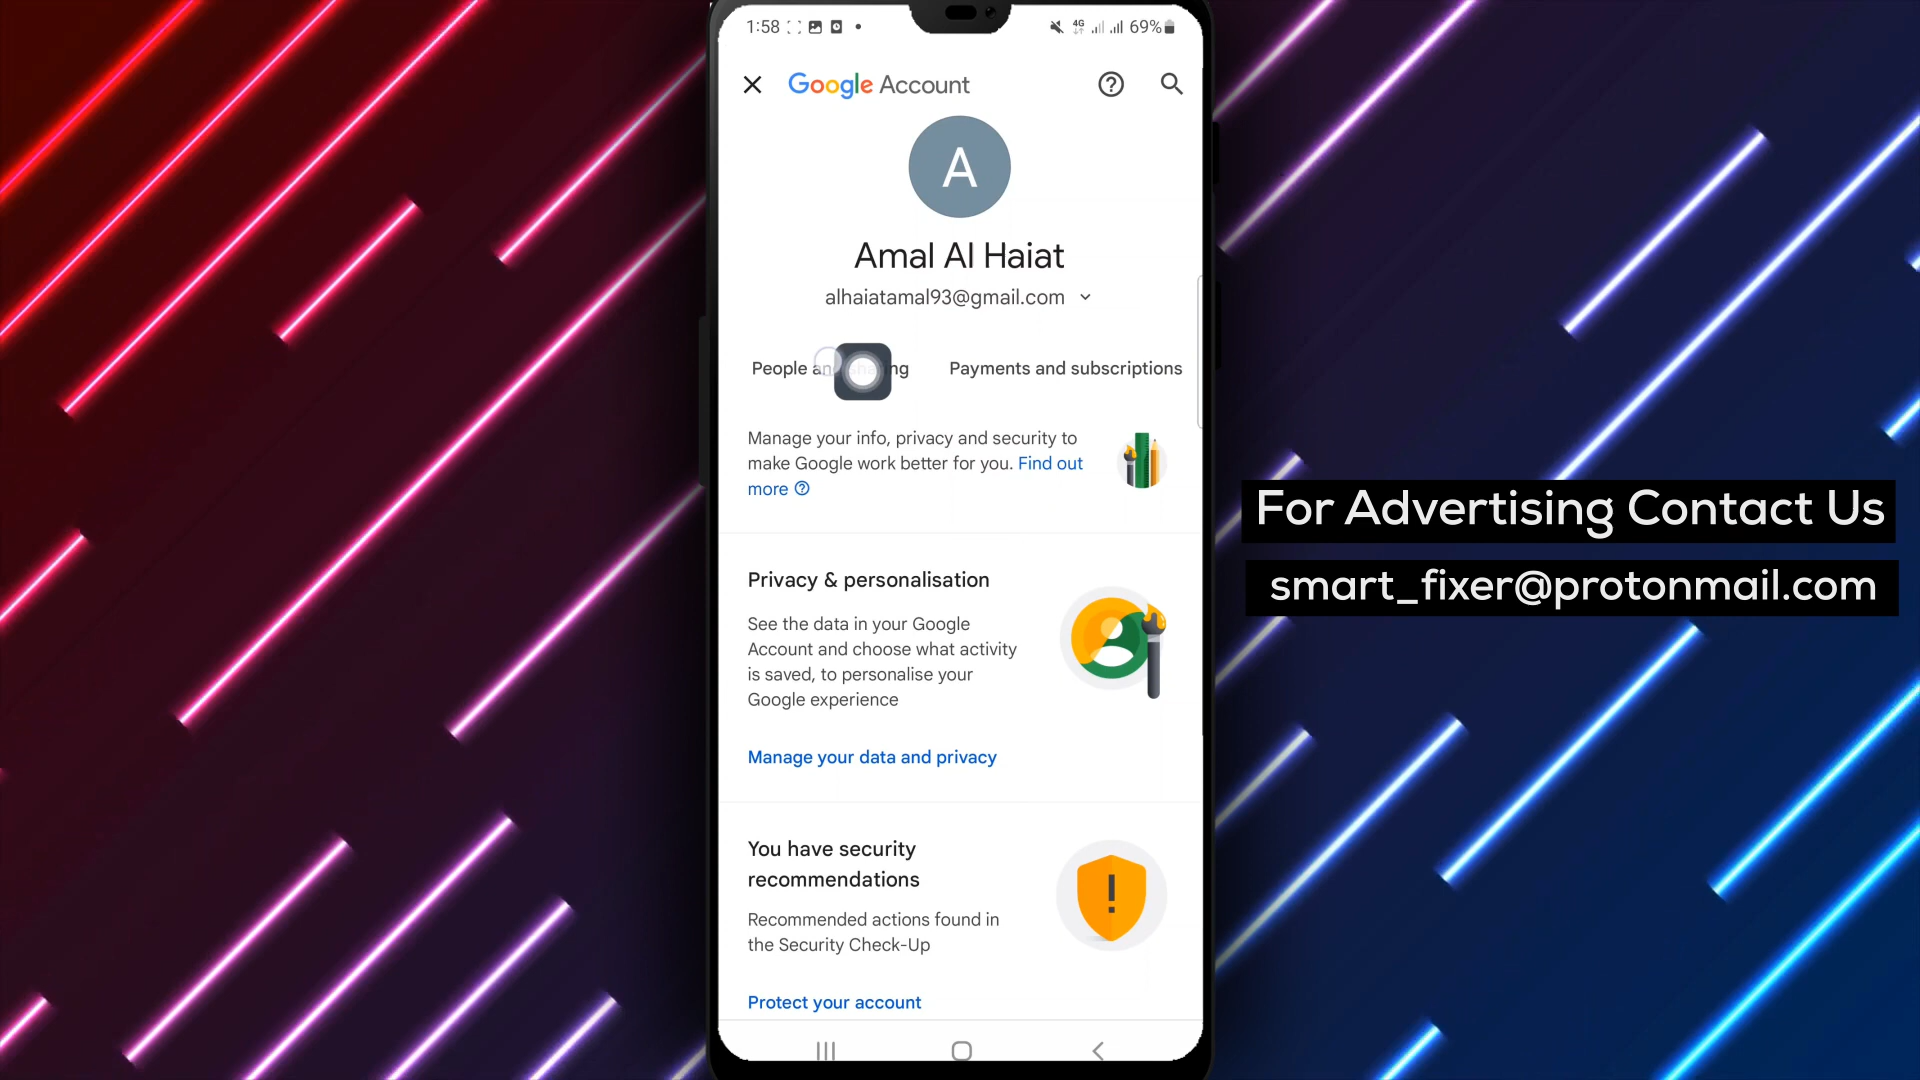 1:58
4G
69%
Google Account
A
Amal Al Haiat
alhaiatamal93@gmail.com
People and sharing
Payments and subscriptions
Manage your info, privacy and security to
make Google work better for you. Find out
more
Privacy & personalisation
See the data in your Google
Account and choose what activity
is saved, to personalise your
Google experience
Manage your data and privacy
You have security
recommendations
Recommended actions found in
the Security Check-Up
Protect your account
For Advertising Contact Us
smart_fixer@protonmail.com